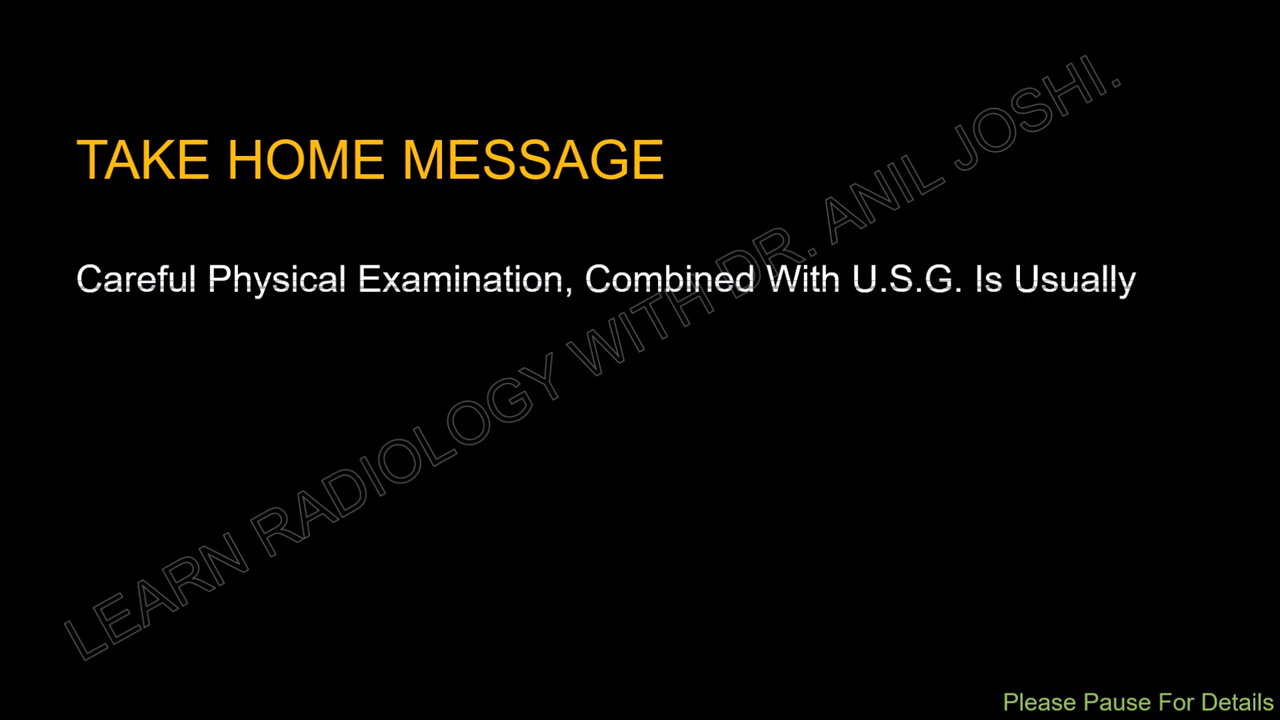 TAKE HOME MESSAGE
Careful Physical Examination, Combined With U.S.G. Is Usually
LEARN RADIOLOGY WITH DR. ANIL JOSHI.
Please Pause For Details